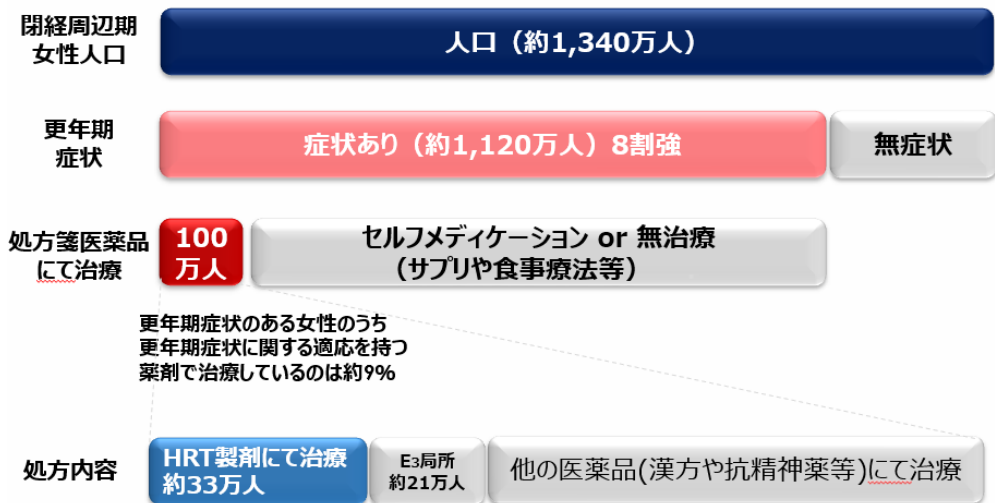 閉経周辺期
女性人口
人口（約1,340万人）
更年期
症状
症状あり（約1,120万人）8割強
無症状
処方箋医薬品
にて治療
100
万人
セルフメディケーション or 無治療
（サプリや食事療法等）
更年期症状のある女性のうち
更年期症状に関する適応を持つ
薬剤で治療しているのは約9%
処方内容
HRT製剤にて治療
約33万人
E3局所
約21万人
他の医薬品(漢方や抗精神薬等)にて治療